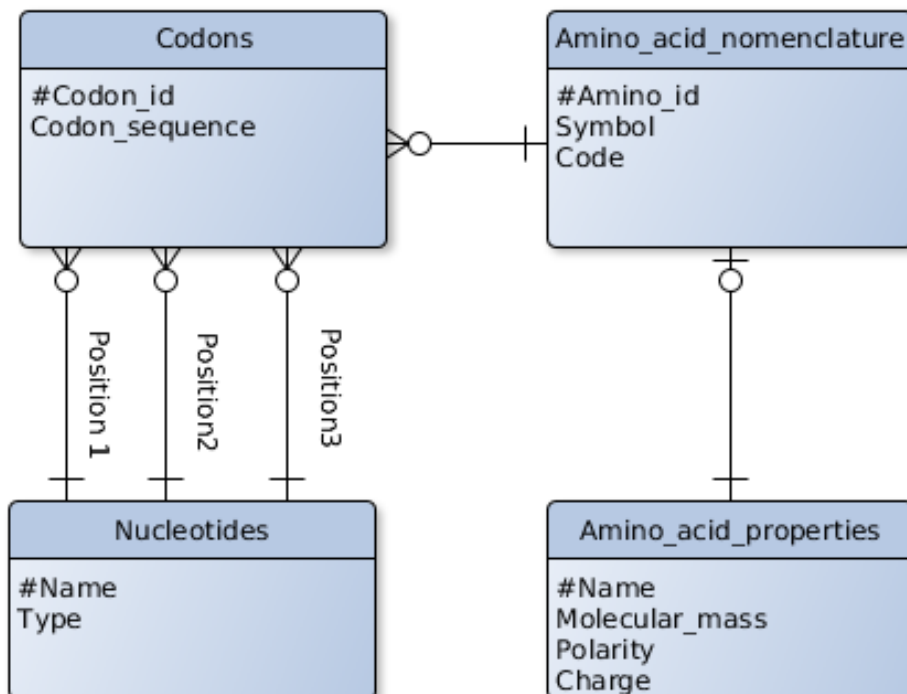 Codons
#Codon_id
Codon_sequence
Amino_acid_nomenclature
#Amino_id
Symbol
Code
Position 1
Position2
Position3
Nucleotides
#Name
Type
Amino_acid_properties
#Name
Molecular_mass
Polarity
Charge